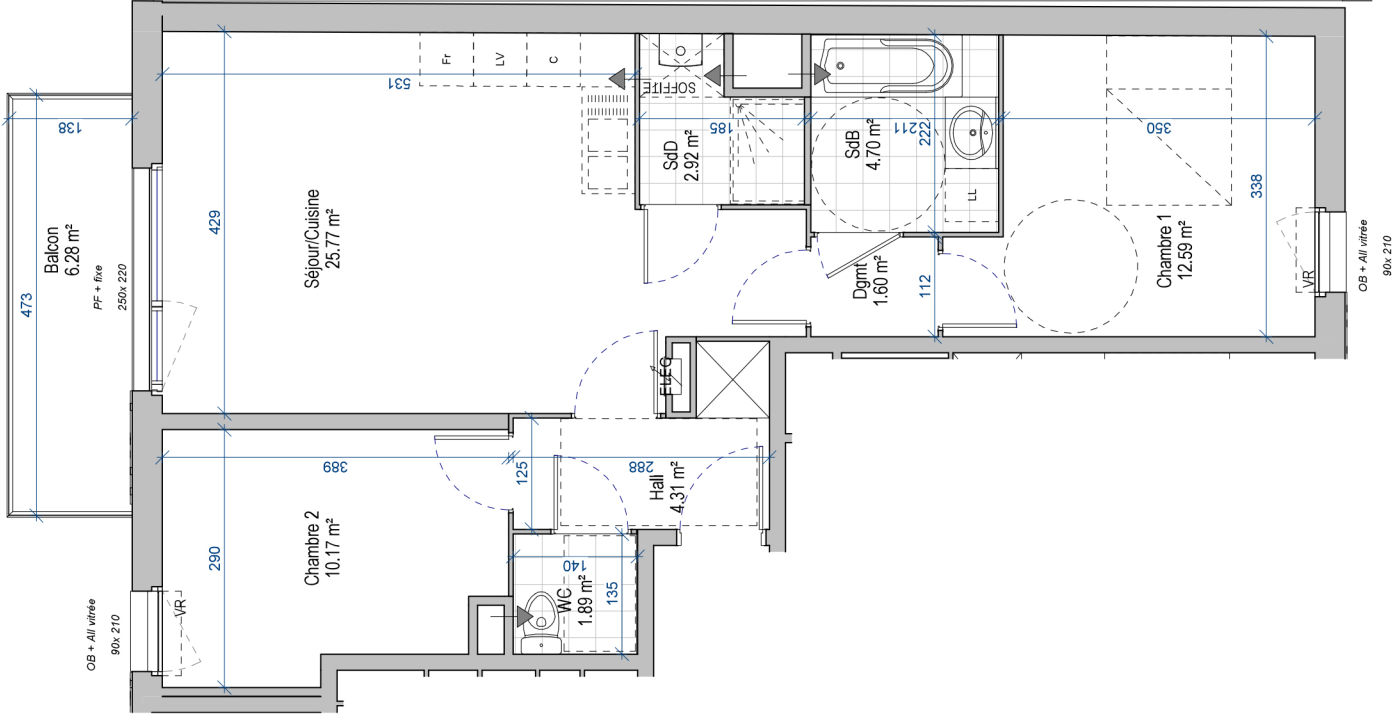 Balcon
6.28 m²
138
473
PF + fixe
250x 220
OB + All vitrée
90x 210
VR
Séjour/Cuisine
25.77 m²
531
429
Fr
LV
C
SOFFITE
SdD
2.92 m²
185
SdB
4.70 m²
211
222
LL
Chambre 1
12.59 m²
350
338
VR
OB + All vitrée
90x 210
Dgmt
1.60 m²
112
ELEC
Hall
4.31 m²
288
125
Chambre 2
10.17 m²
389
290
WC
1.89 m²
140
135